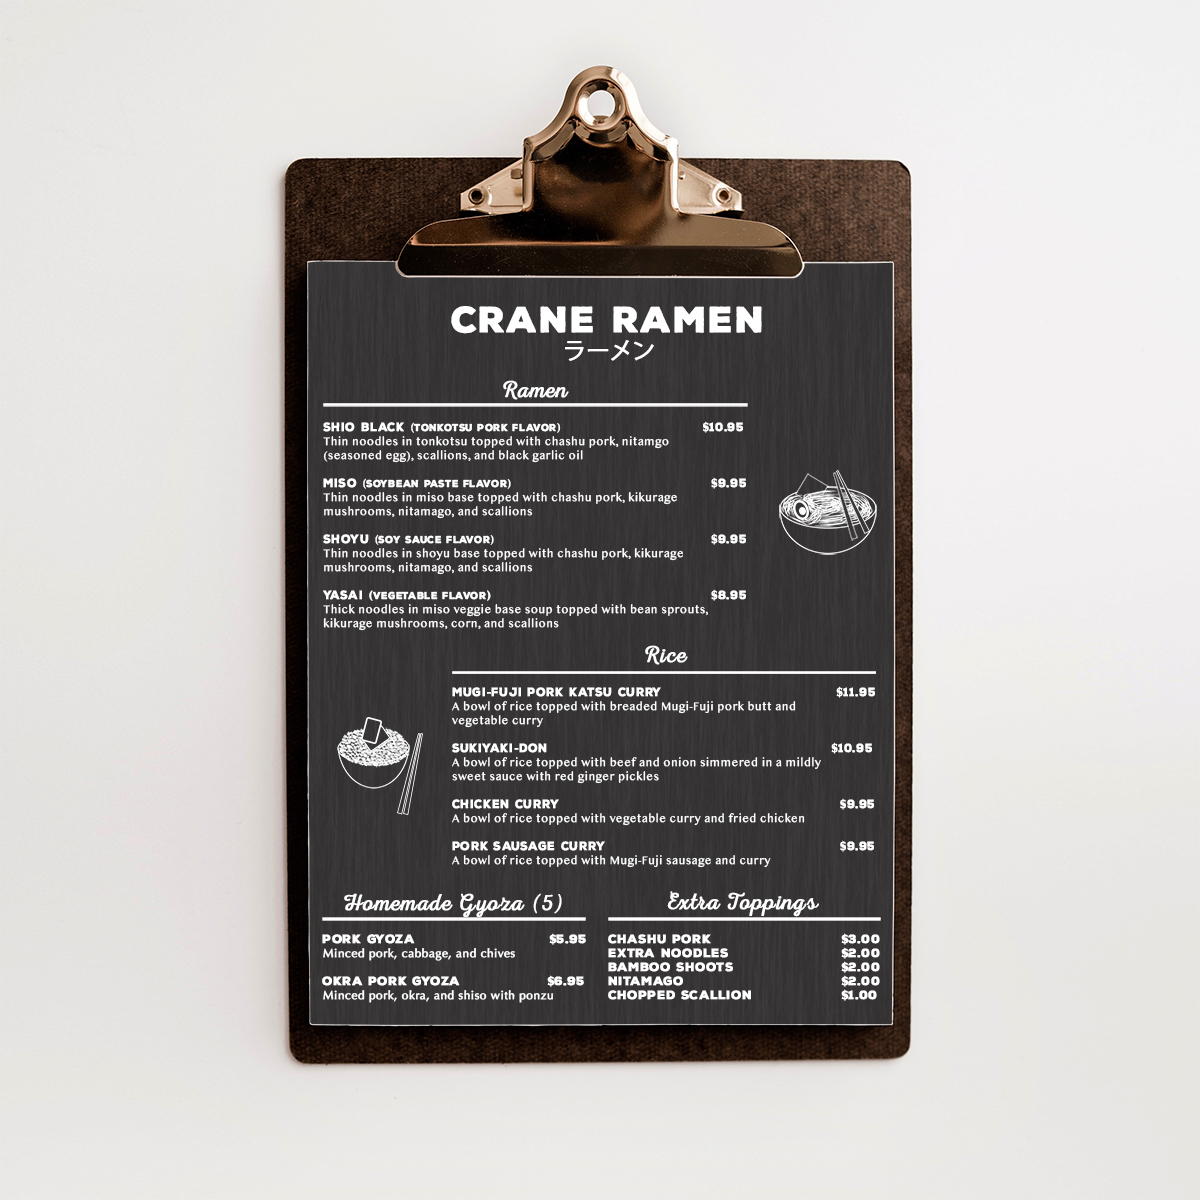 CRANE RAMEN
ラーメン
Ramen
SHIO BLACK (TONKOTSU PORK FLAVOR) $10.95
Thin noodles in tonkotsu topped with chashu pork, nitamgo
(seasoned egg), scallions, and black garlic oil
MISO (SOYBEAN PASTE FLAVOR) $9.95
Thin noodles in miso base topped with chashu pork, kikurage
mushrooms, nitamago, and scallions
SHOYU (SOY SAUCE FLAVOR) $9.95
Thin noodles in shoyu base topped with chashu pork, kikurage
mushrooms, nitamago, and scallions
YASAI (VEGETABLE FLAVOR) $8.95
Thick noodles in miso veggie base soup topped with bean sprouts,
kikurage mushrooms, corn, and scallions
Rice
MUGI-FUJI PORK KATSU CURRY $11.95
A bowl of rice topped with breaded Mugi-Fuji pork butt and
vegetable curry
SUKIYAKI-DON $10.95
A bowl of rice topped with beef and onion simmered in a mildly
sweet sauce with red ginger pickles
CHICKEN CURRY $9.95
A bowl of rice topped with vegetable curry and fried chicken
PORK SAUSAGE CURRY $9.95
A bowl of rice topped with Mugi-Fuji sausage and curry
Homemade Gyoza (5)
PORK GYOZA $5.95
Minced pork, cabbage, and chives
OKRA PORK GYOZA $6.95
Minced pork, okra, and shiso with ponzu
Extra Toppings
CHASHU PORK $3.00
EXTRA NOODLES $2.00
BAMBOO SHOOTS $2.00
NITAMAGO $2.00
CHOPPED SCALLION $1.00